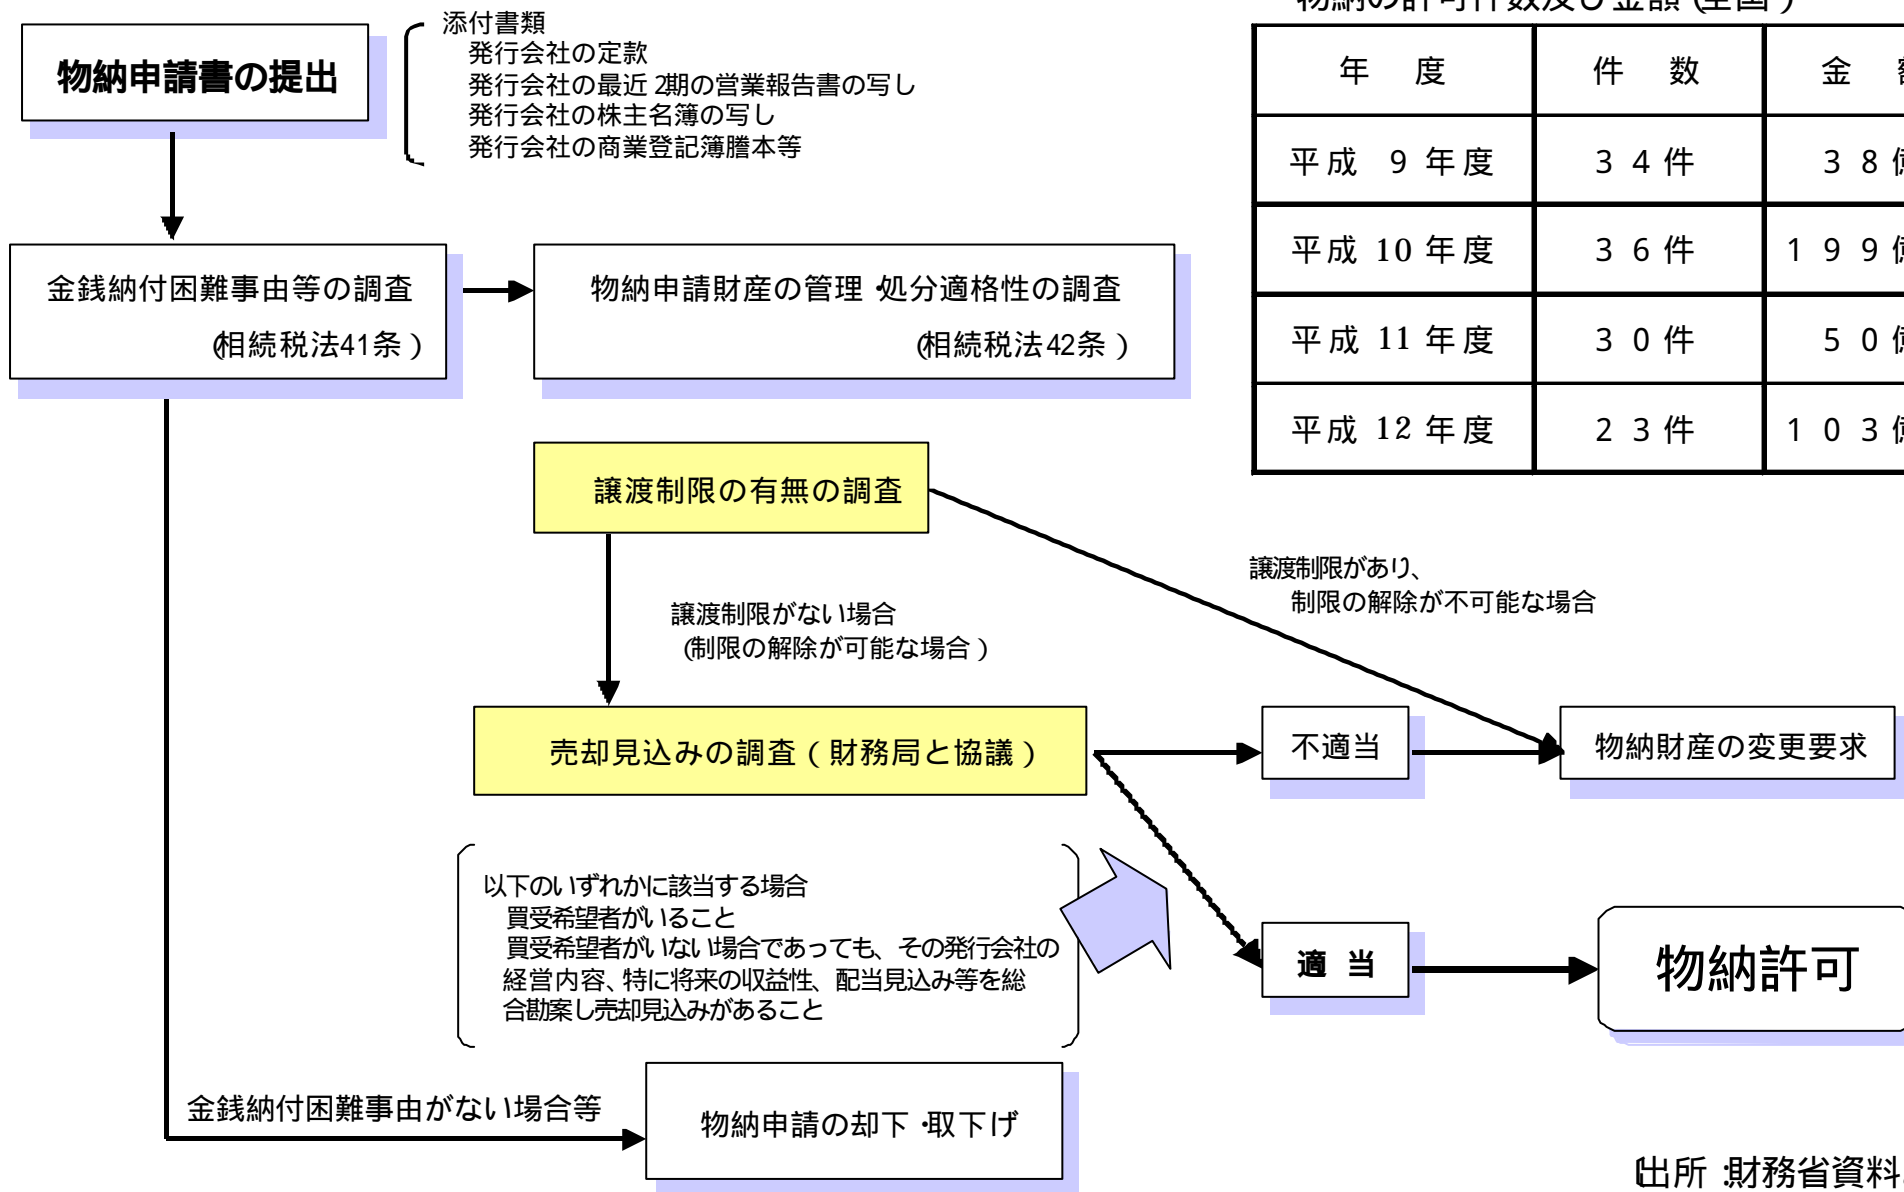 物納の許可件数及び金額(全国)
物納申請書の提出
添付書類
発行会社の定款
発行会社の最近2期の営業報告書の写し
発行会社の株主名簿の写し
発行会社の商業登記簿謄本等
年 度 件 数 金
平成 9 年度 34件 38
平成 10 年度 36件 199
平成 11 年度 30件 50
平成 12 年度 23件 103
金銭納付困難事由等の調査
(相続税法41条)
物納申請財産の管理・処分適格性の調査
(相続税法42条)
譲渡制限の有無の調査
譲渡制限がない場合
(制限の解除が可能な場合)
譲渡制限があり、
制限の解除が不可能な場合
売却見込みの調査(財務局と協議)
不適当
物納財産の変更要求
以下のいずれかに該当する場合
買受希望者がいること
買受希望者がいない場合であっても、その発行会社の
経営内容、特に将来の収益性、配当見込み等を総
合勘案し売却見込みがあること
適 当
物納許可
金銭納付困難事由がない場合等
物納申請の却下・取下げ
(出所:財務省資料